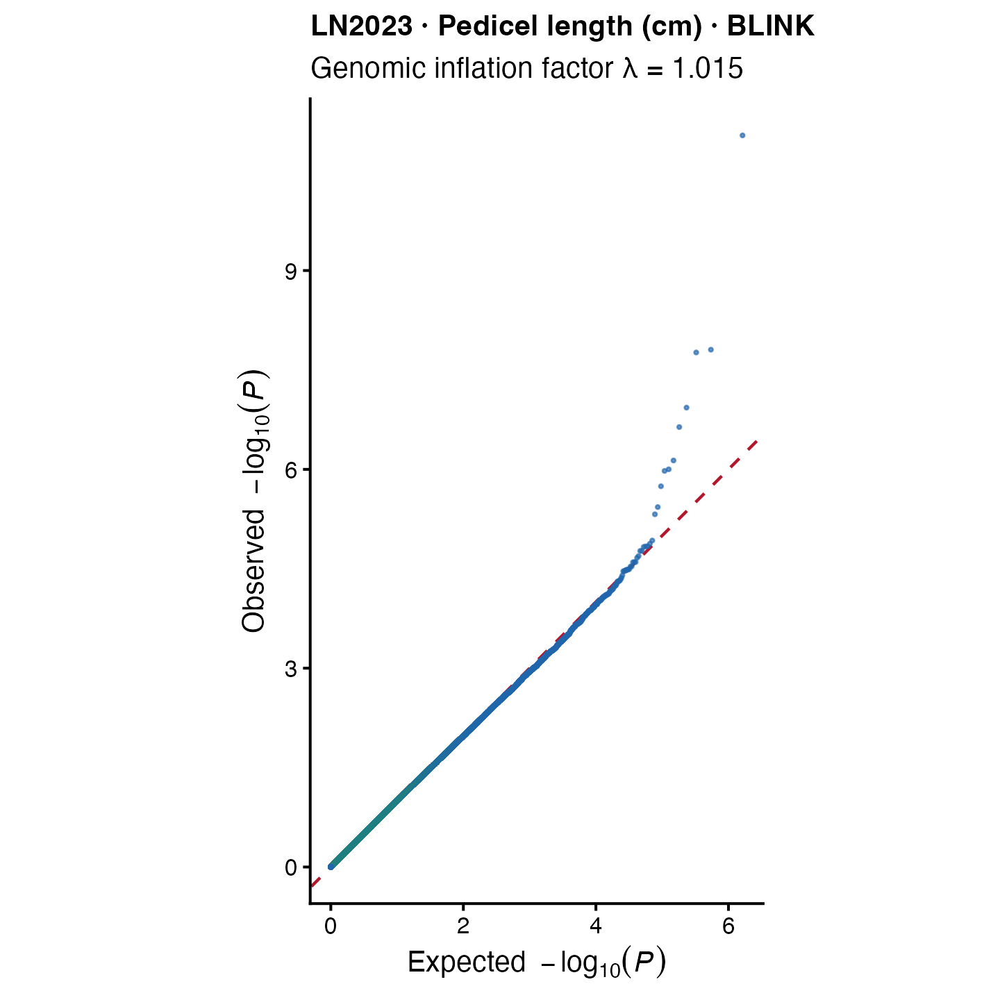 LN2023 · Pedicel length (cm) · BLINK
Genomic inflation factor λ = 1.015
Observed −log₁₀(P)
9
6
3
0
0 2 4 6
Expected −log₁₀(P)